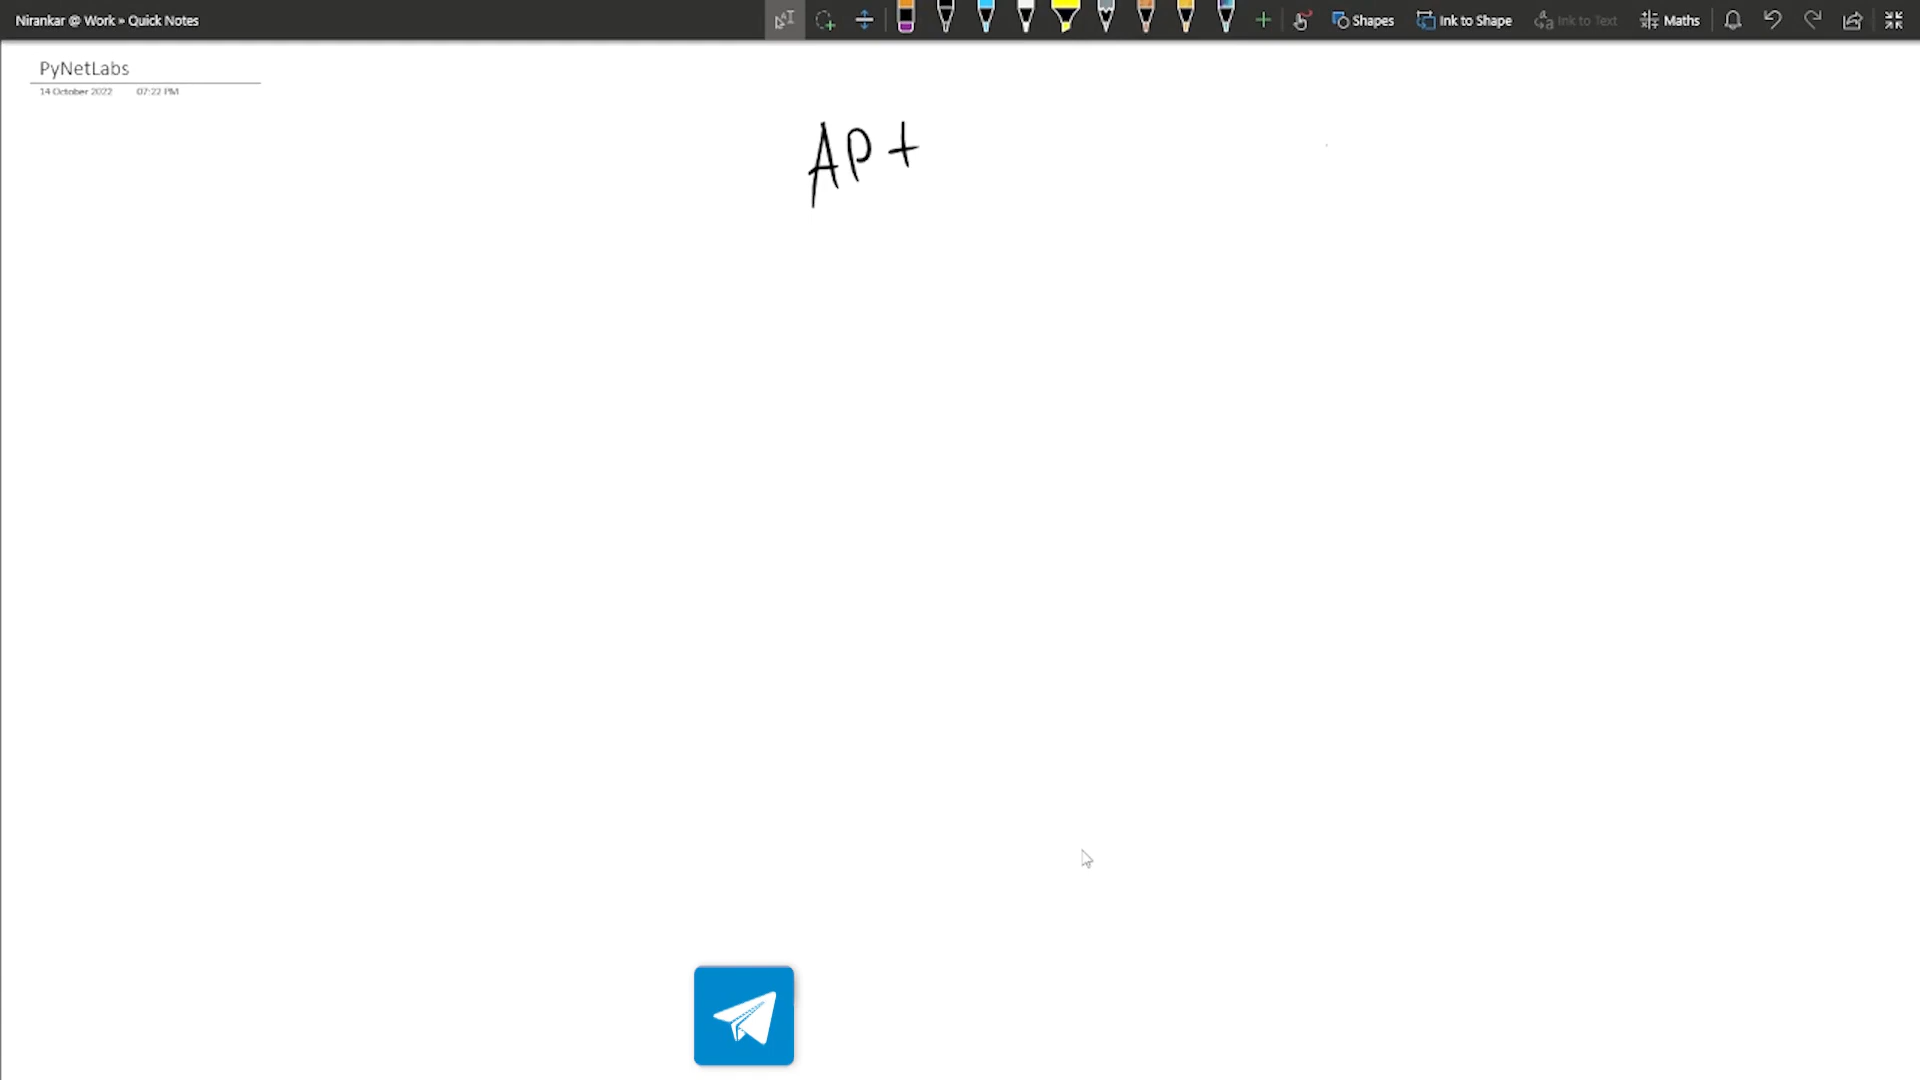 Nirankar @ Work » Quick Notes
Shapes
Ink to Shape
Ink to Text
Maths
PyNetLabs
14 October 2022 07:22 PM
AP+